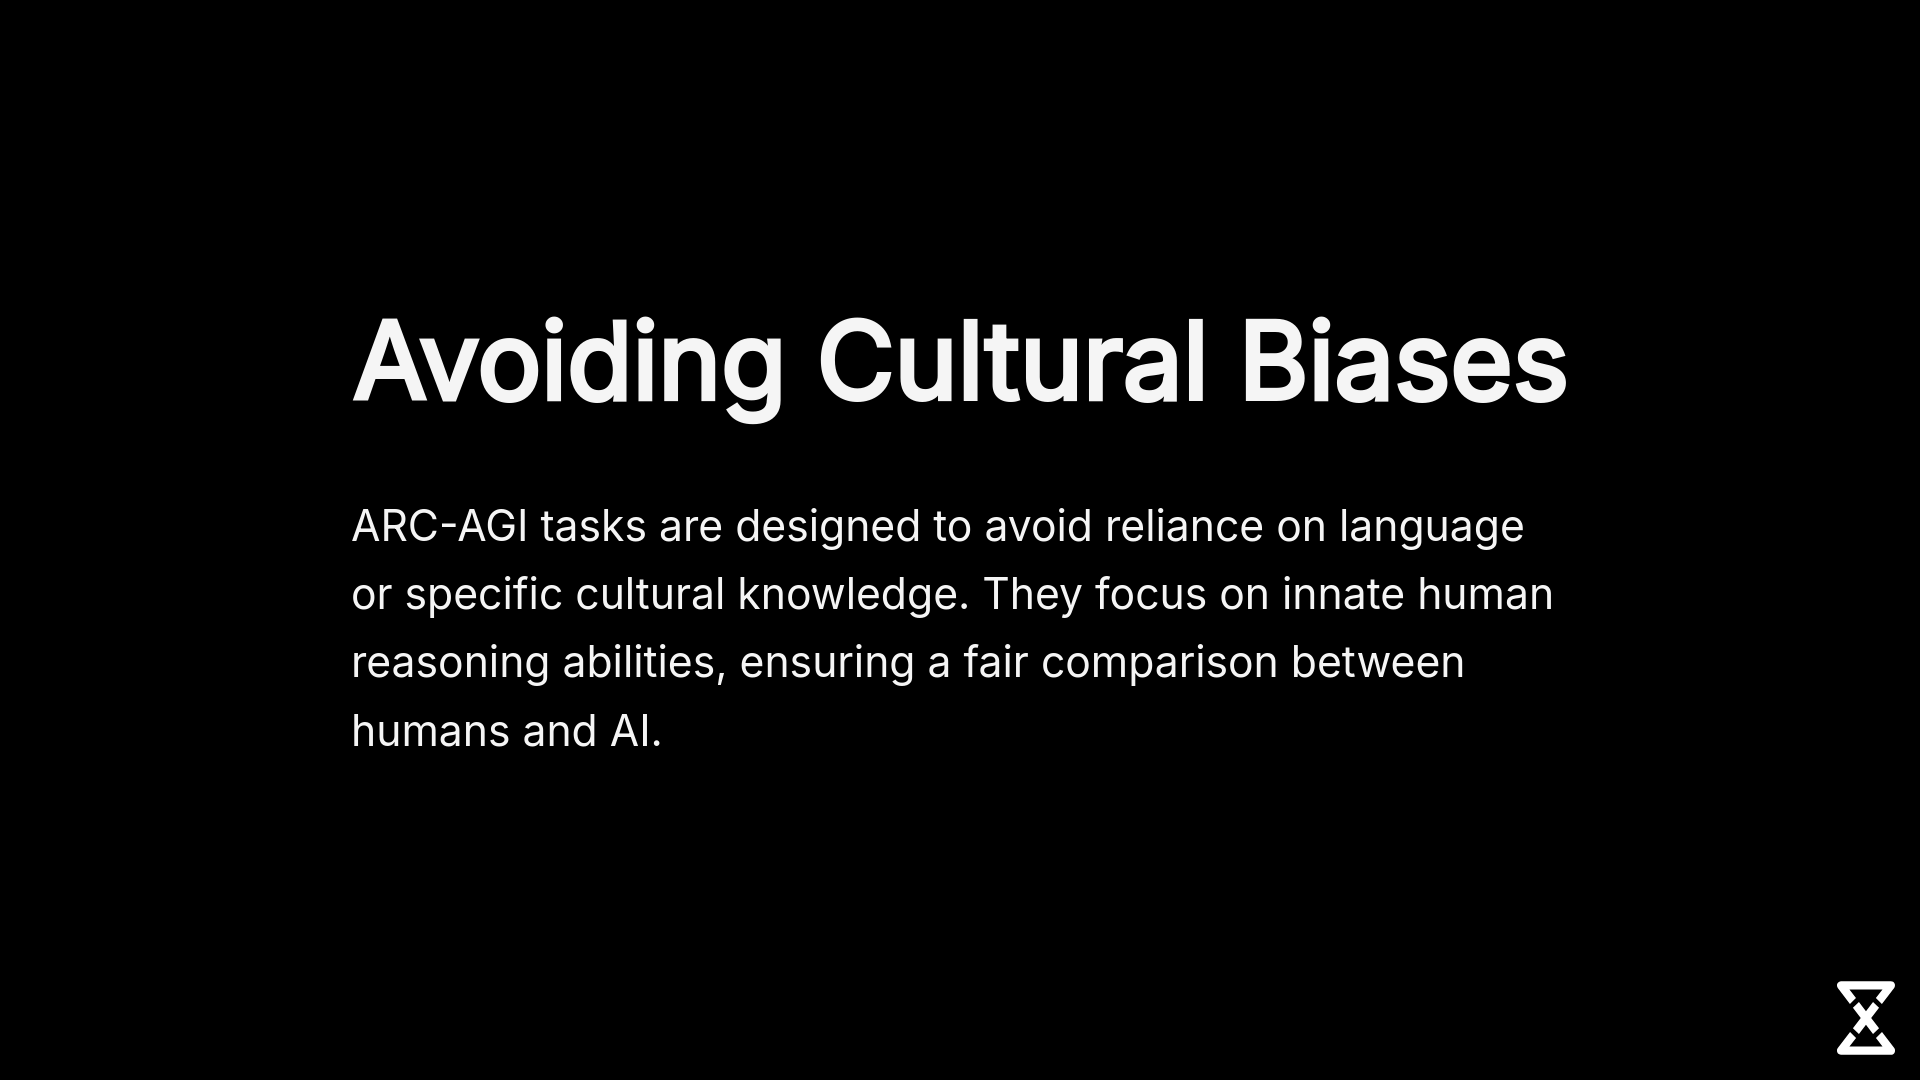 Avoiding Cultural Biases
ARC-AGI tasks are designed to avoid reliance on language
or specific cultural knowledge. They focus on innate human
reasoning abilities, ensuring a fair comparison between
humans and AI.